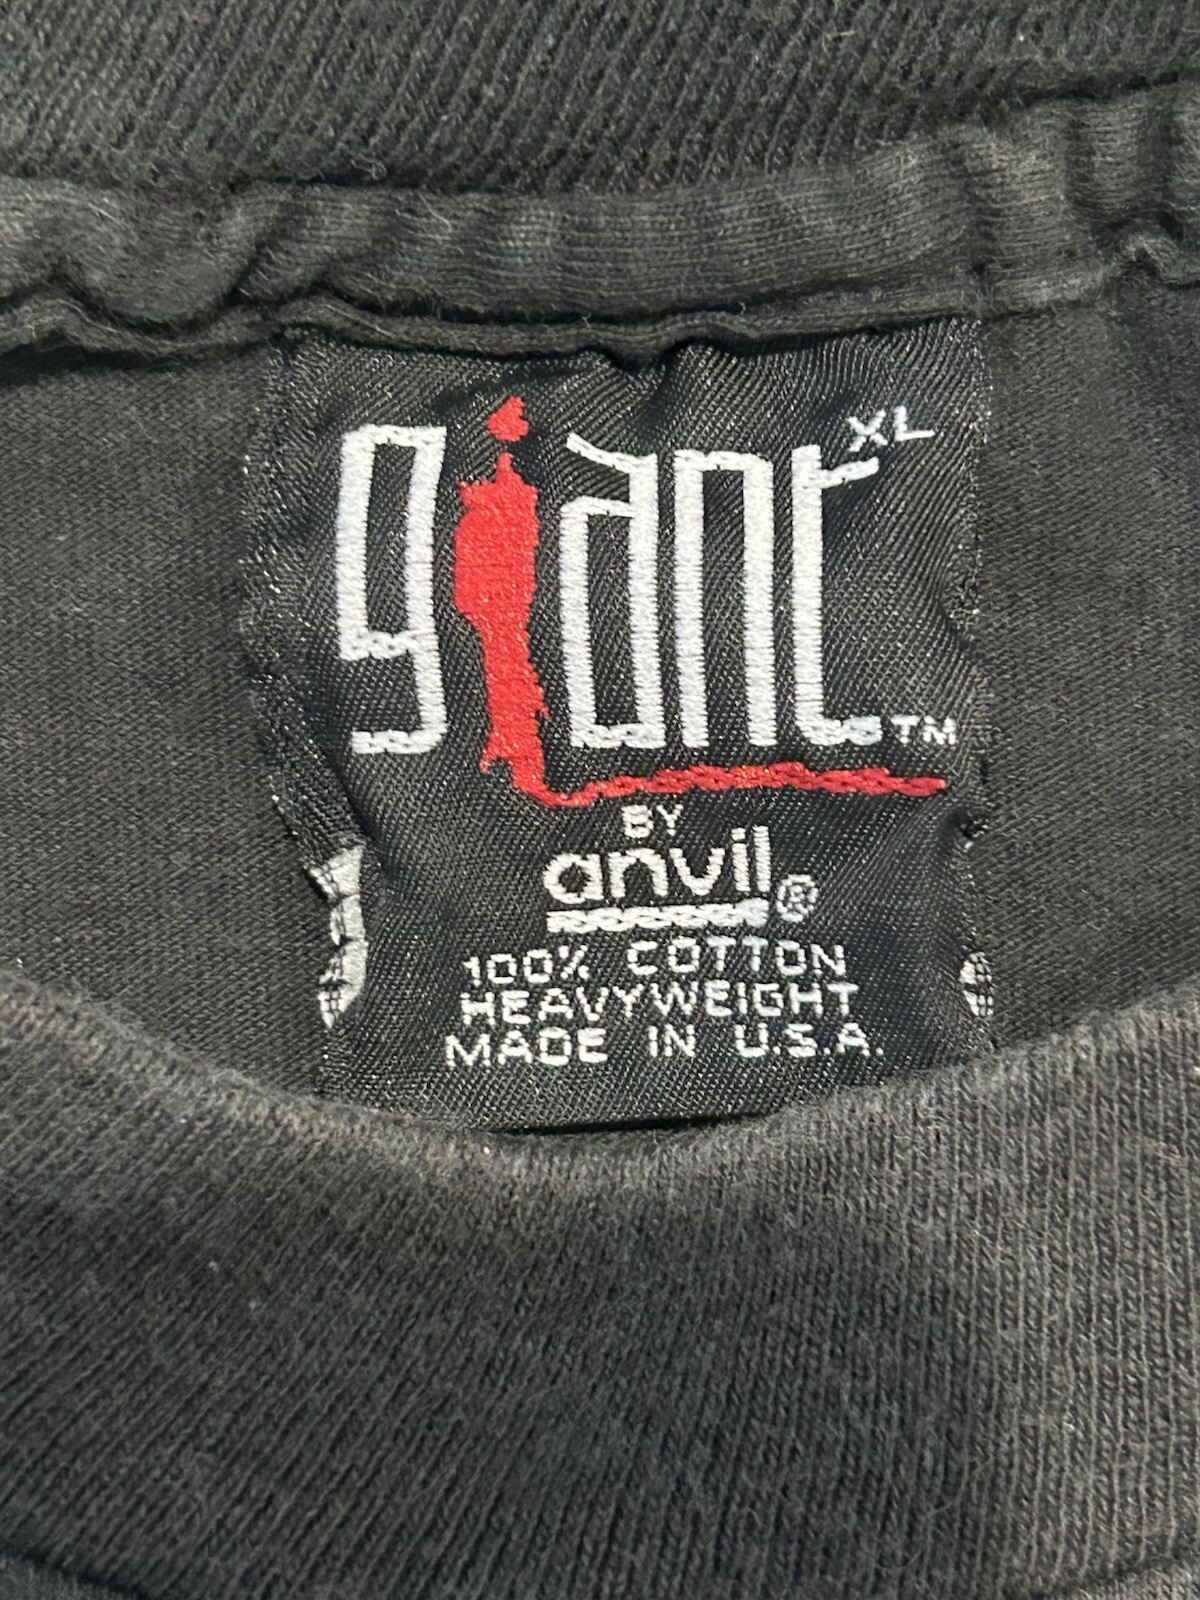 giant XL
TM
BY
anvil®
100% COTTON
HEAVYWEIGHT
MADE IN U.S.A.